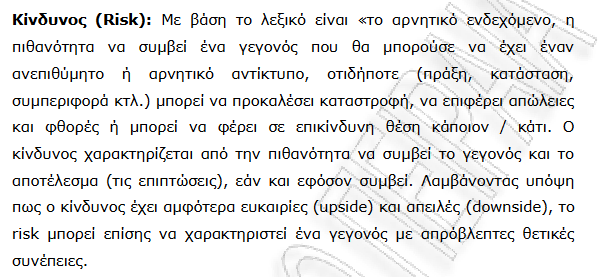 Κίνδυνος (Risk): Με βάση το λεξικό είναι «το αρνητικό ενδεχόμενο, η
πιθανότητα να συμβεί ένα γεγονός που θα μπορούσε να έχει έναν
ανεπιθύμητο ή αρνητικό αντίκτυπο, οτιδήποτε (πράξη, κατάσταση,
συμπεριφορά κτλ.) μπορεί να προκαλέσει καταστροφή, να επιφέρει απώλειες
και φθορές ή μπορεί να φέρει σε επικίνδυνη θέση κάποιον / κάτι. Ο
κίνδυνος χαρακτηρίζεται από την πιθανότητα να συμβεί το γεγονός και το
αποτέλεσμα (τις επιπτώσεις), εάν και εφόσον συμβεί. Λαμβάνοντας υπόψη
πως ο κίνδυνος έχει αμφότερα ευκαιρίες (upside) και απειλές (downside), το
risk μπορεί επίσης να χαρακτηριστεί ένα γεγονός με απρόβλεπτες θετικές
συνέπειες.